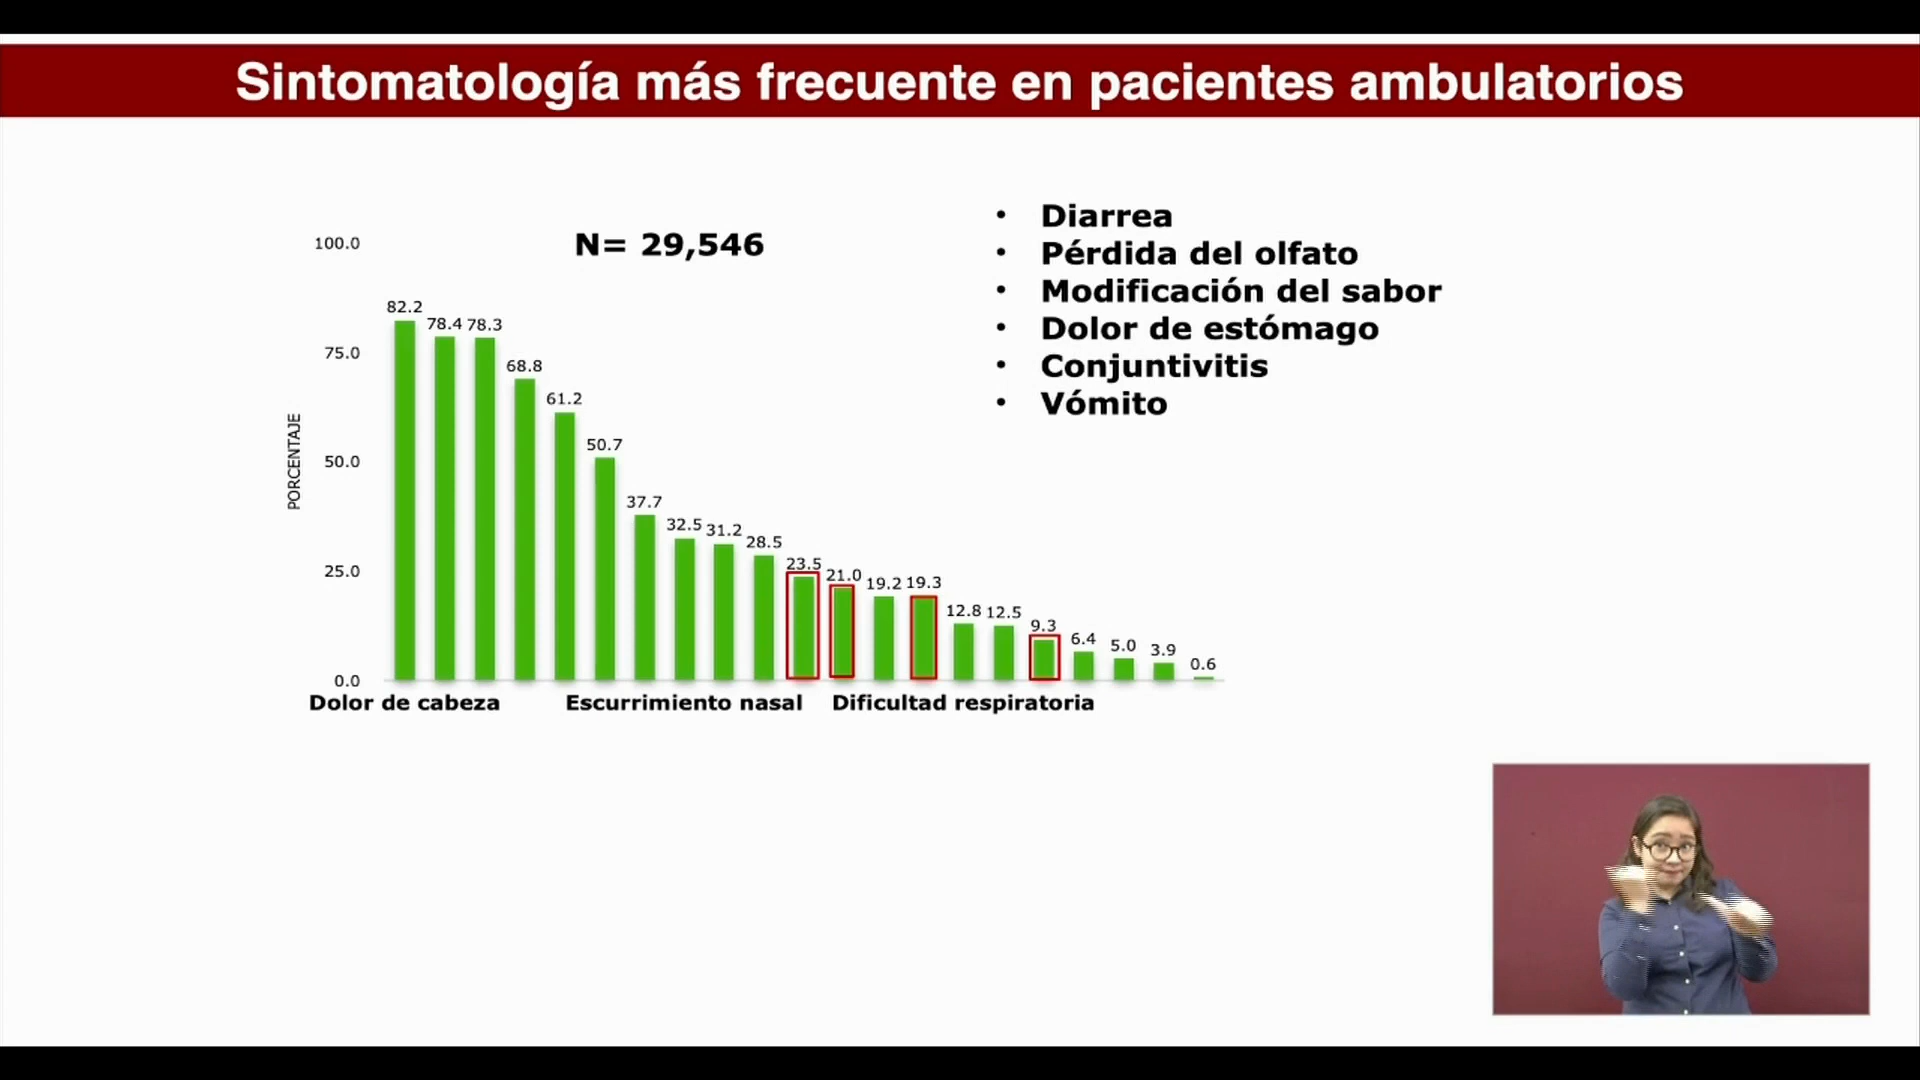 Sintomatología más frecuente en pacientes ambulatorios
N= 29,546
100.0
75.0
50.0
25.0
0.0
PORCENTAJE
82.2
78.4
78.3
68.8
61.2
50.7
37.7
32.5
31.2
28.5
23.5
21.0
19.2
19.3
12.8
12.5
9.3
6.4
5.0
3.9
0.6
Dolor de cabeza
Escurrimiento nasal
Dificultad respiratoria
• Diarrea
• Pérdida del olfato
• Modificación del sabor
• Dolor de estómago
• Conjuntivitis
• Vómito